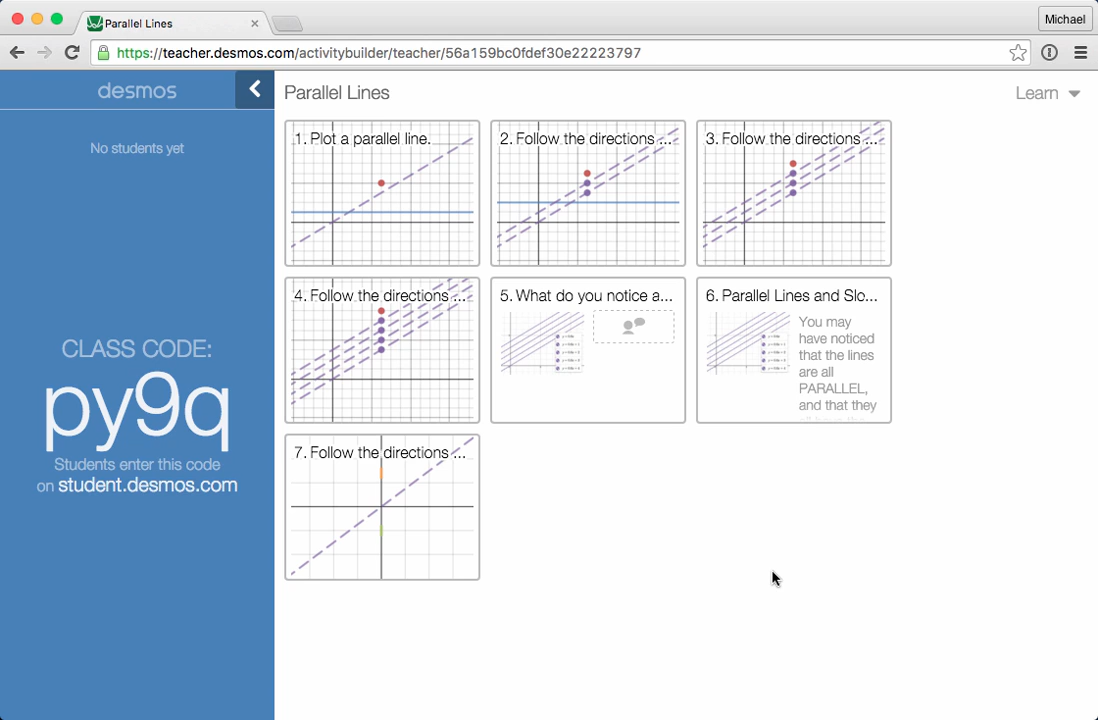 Parallel Lines
Michael
https://teacher.desmos.com/activitybuilder/teacher/56a159bc0fdef30e22223797
desmos
Parallel Lines
Learn
No students yet
1. Plot a parallel line.
2. Follow the directions ...
3. Follow the directions ...
4. Follow the directions ...
5. What do you notice a...
6. Parallel Lines and Slo...
You may
have noticed
that the lines
are all
PARALLEL,
and that they
7. Follow the directions ...
CLASS CODE:
py9q
Students enter this code
on student.desmos.com